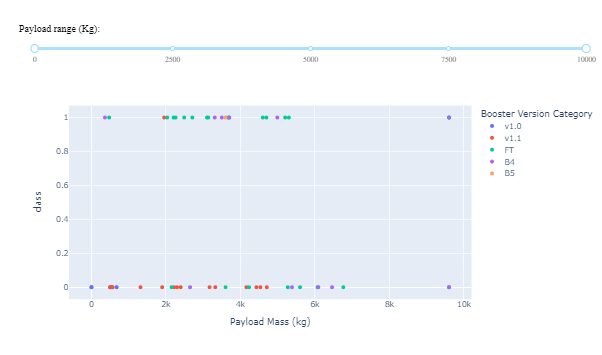 Payload range (Kg):
0 2500 5000 7500 10000
Booster Version Category
v1.0
v1.1
FT
B4
B5
1
0.8
0.6
0.4
0.2
0
class
0 2k 4k 6k 8k 10k
Payload Mass (kg)